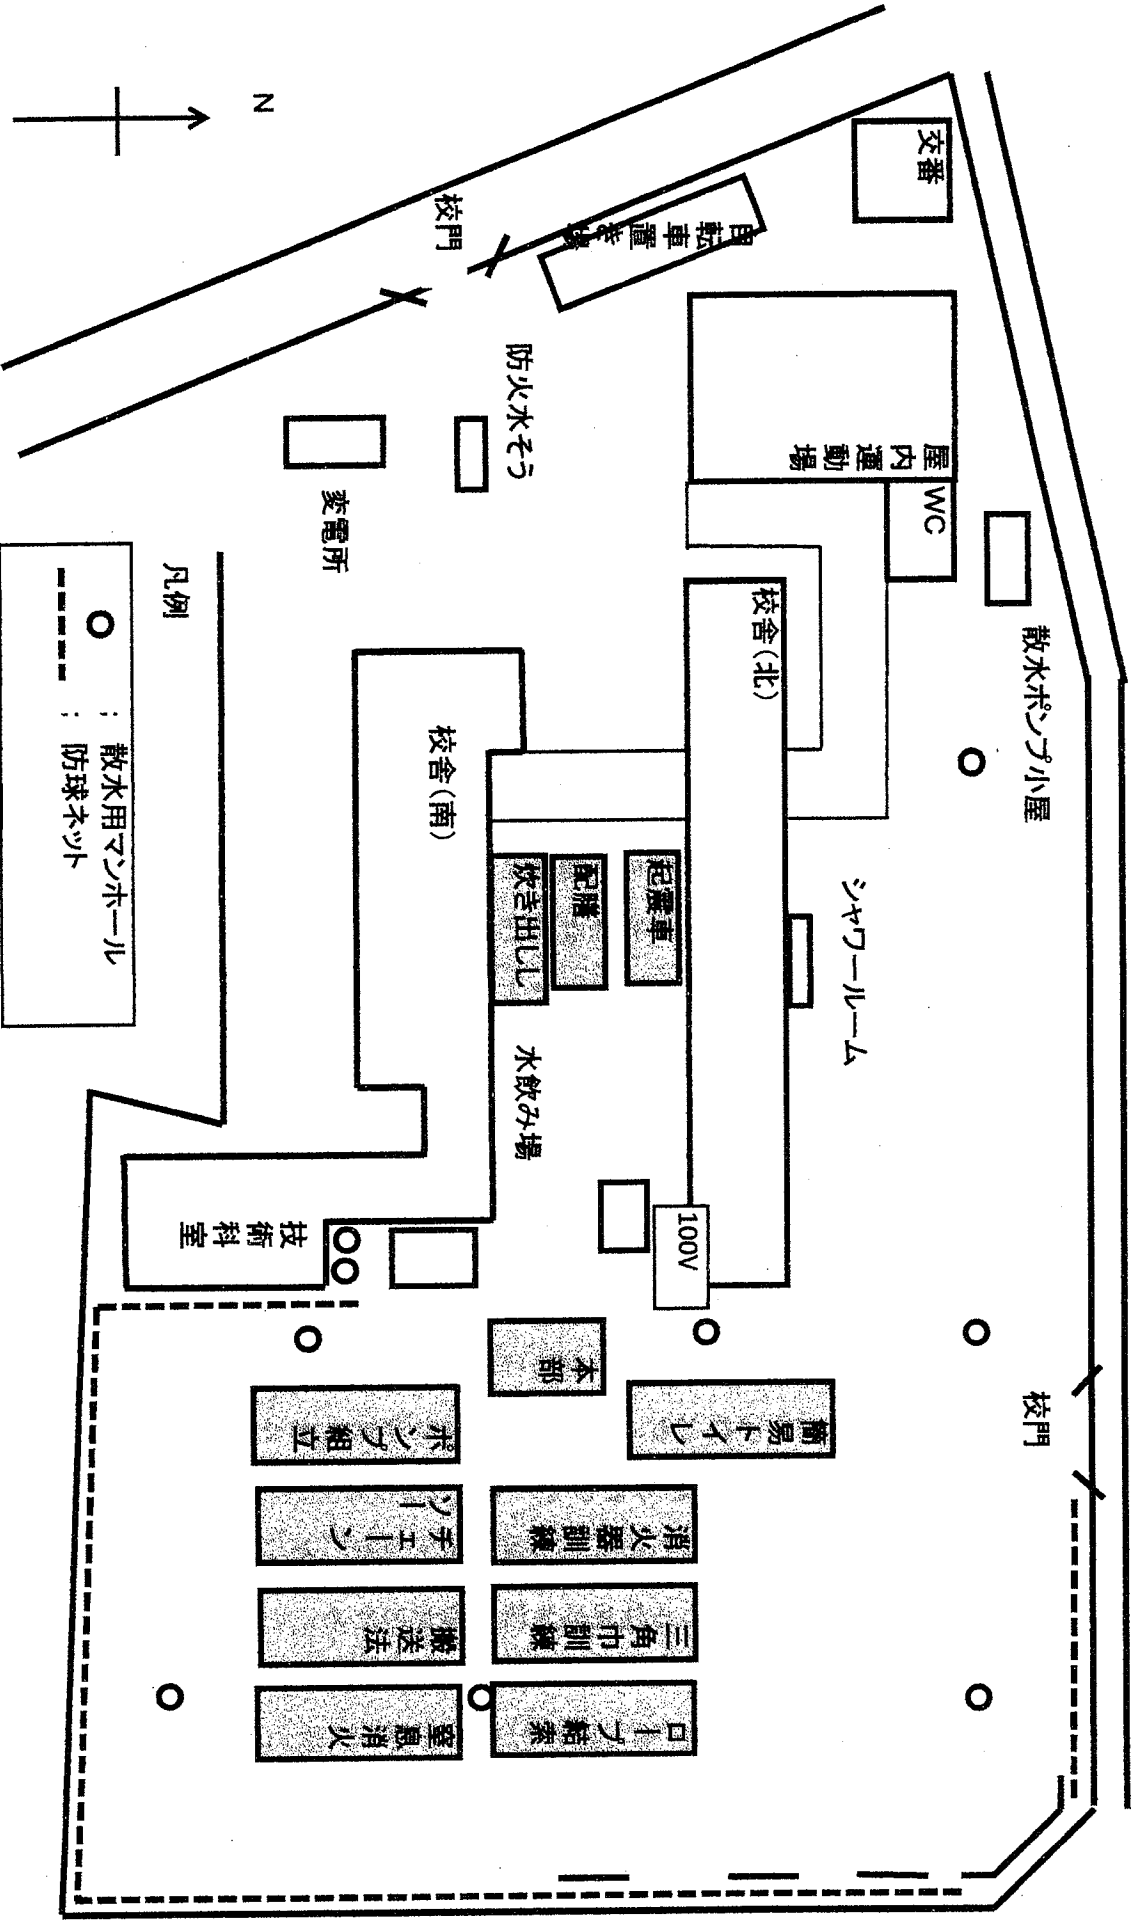 N
交番
校門
自転車置き場
防火水そう
屋内運動場
WC
変電所
散水ポンプ小屋
校舎(北)
校舎(南)
シャワールーム
起震車
配膳
炊き出しし
水飲み場
100V
技術科室
本部
簡易トイレ
校門
ポンプ組立
消火器訓練
チェーン
ソー
三角巾訓練
搬送法
ロープ結索
窒息消火
凡例
; 散水用マンホール
; 防球ネット